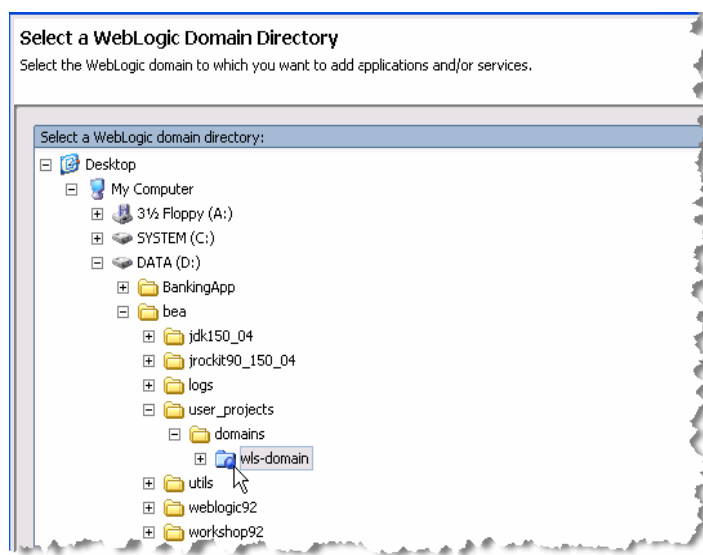 Select a WebLogic Domain Directory
Select the WebLogic domain to which you want to add applications and/or services.
Select a WebLogic domain directory:
Desktop
My Computer
3½ Floppy (A:)
SYSTEM (C:)
DATA (D:)
BankingApp
bea
jdk150_04
jrockit90_150_04
logs
user_projects
domains
wls-domain
utils
weblogic92
workshop92